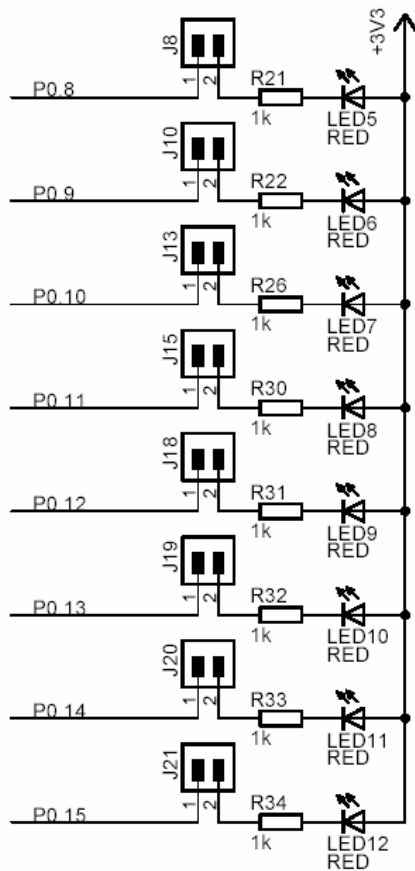 +3V3
J8
1 2
P0.8
R21
1k
LED5
RED
J10
1 2
P0.9
R22
1k
LED6
RED
J13
1 2
P0.10
R26
1k
LED7
RED
J15
1 2
P0.11
R30
1k
LED8
RED
J18
1 2
P0.12
R31
1k
LED9
RED
J19
1 2
P0.13
R32
1k
LED10
RED
J20
1 2
P0.14
R33
1k
LED11
RED
J21
1 2
P0.15
R34
1k
LED12
RED